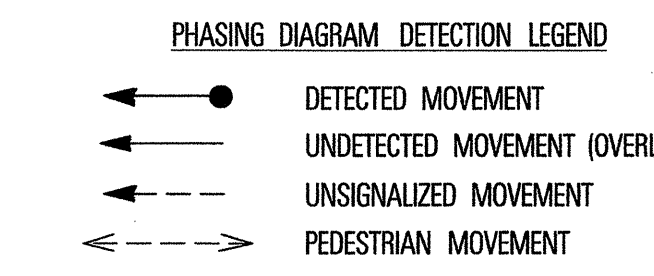 PHASING DIAGRAM DETECTION LEGEND
DETECTED MOVEMENT
UNDETECTED MOVEMENT (OVERL
UNSIGNALIZED MOVEMENT
PEDESTRIAN MOVEMENT